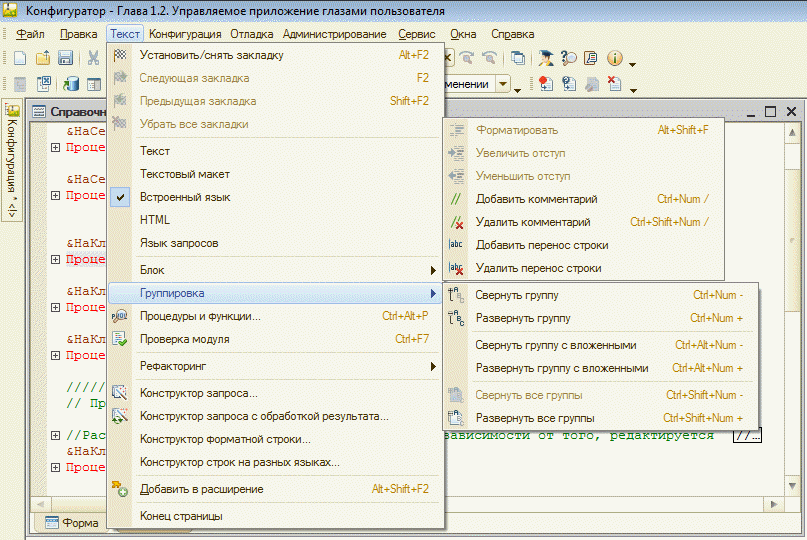 Конфигуратор - Глава 1.2. Управляемое приложение глазами пользователя
Файл Правка Текст Конфигурация Отладка Администрирование Сервис Окна Справка
Установить/снять закладку Alt+F2
Следующая закладка F2
Предыдущая закладка Shift+F2
Убрать все закладки
Текст
Текстовый макет
Встроенный язык
HTML
Язык запросов
Блок
Группировка
Процедуры и функции... Ctrl+Alt+P
Проверка модуля Ctrl+F7
Рефакторинг
Конструктор запроса...
Конструктор запроса с обработкой результата...
Конструктор форматной строки...
Конструктор строк на разных языках...
Добавить в расширение Alt+Shift+F2
Конец страницы
Форматировать Alt+Shift+F
Увеличить отступ
Уменьшить отступ
Добавить комментарий Ctrl+Num /
Удалить комментарий Ctrl+Shift+Num /
Добавить перенос строки
Удалить перенос строки
Свернуть группу Ctrl+Num -
Развернуть группу Ctrl+Num +
Свернуть группу с вложенными Ctrl+Alt+Num -
Развернуть группу с вложенными Ctrl+Alt+Num +
Свернуть все группы Ctrl+Shift+Num -
Развернуть все группы Ctrl+Shift+Num +
менении
Конфигурация * <!>
Справочн
&НаСе
Проце
&НаСе
Проце
&НаКл
Проце
&НаКл
Проце
&НаКл
Проце
/////
// Пр
//Рас зависимости от того, редактируется //…
&НаКл
Проце
Форма